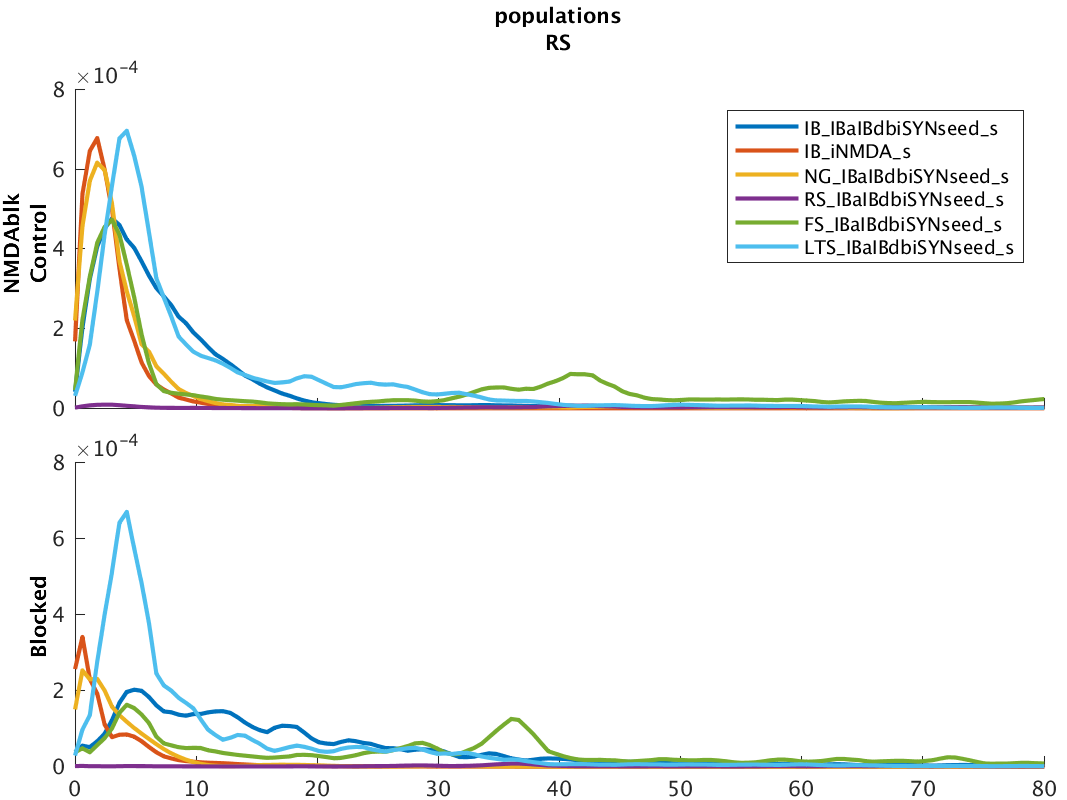 populations
RS
×10⁻⁴
8
6
4
2
0
NMDAblk
Control
IB_IBaIBdbiSYNseed_s
IB_iNMDA_s
NG_IBaIBdbiSYNseed_s
RS_IBaIBdbiSYNseed_s
FS_IBaIBdbiSYNseed_s
LTS_IBaIBdbiSYNseed_s
×10⁻⁴
8
6
4
2
0
Blocked
0 10 20 30 40 50 60 70 80